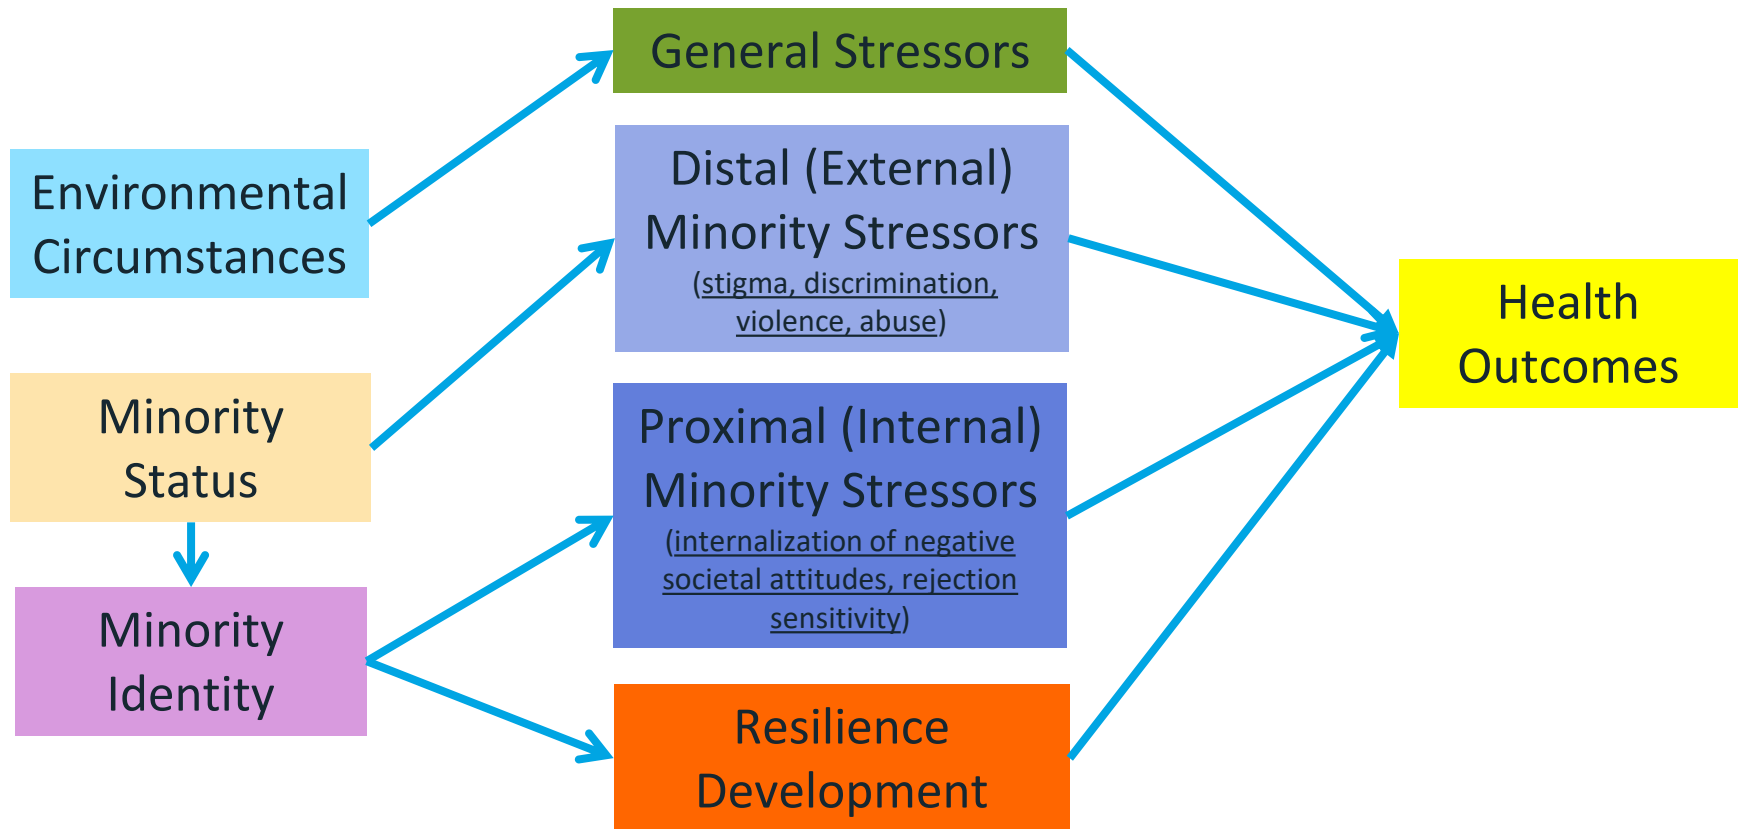 General Stressors
Environmental
Circumstances
Distal (External)
Minority Stressors
(stigma, discrimination,
violence, abuse)
Health
Outcomes
Minority
Status
Proximal (Internal)
Minority Stressors
(internalization of negative
societal attitudes, rejection
sensitivity)
Minority
Identity
Resilience
Development